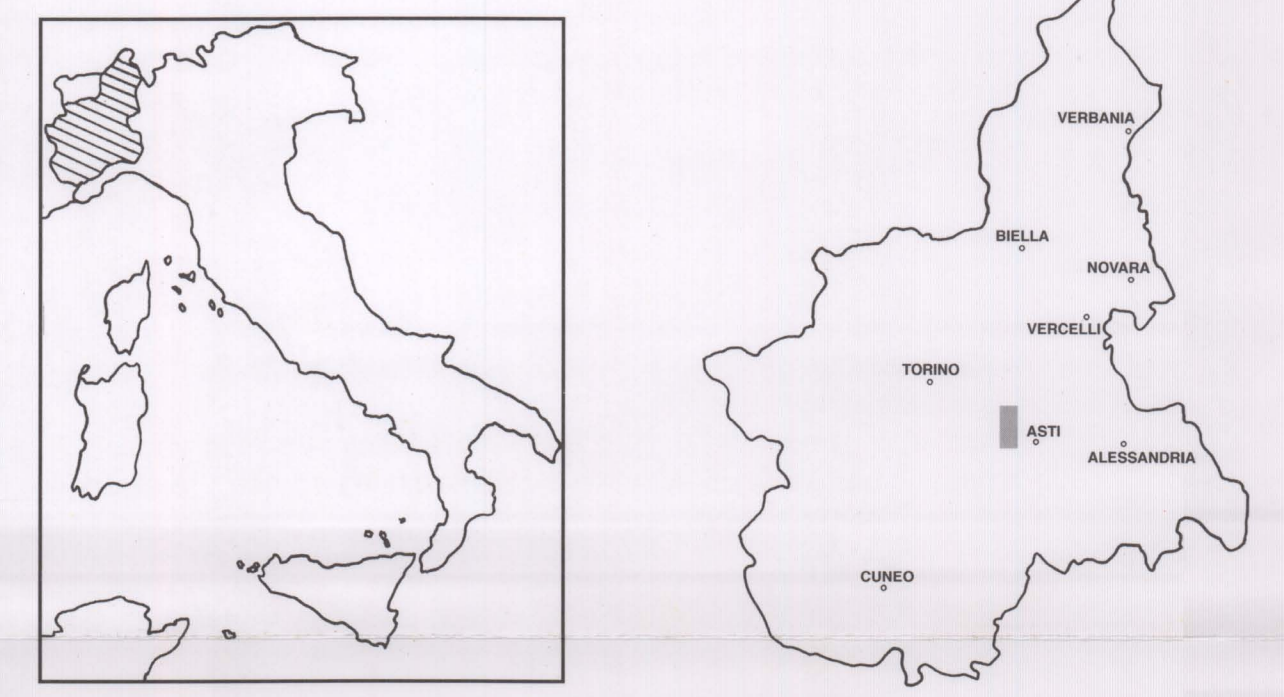 VERBANIA
BIELLA
NOVARA
VERCELLI
TORINO
ASTI
ALESSANDRIA
CUNEO